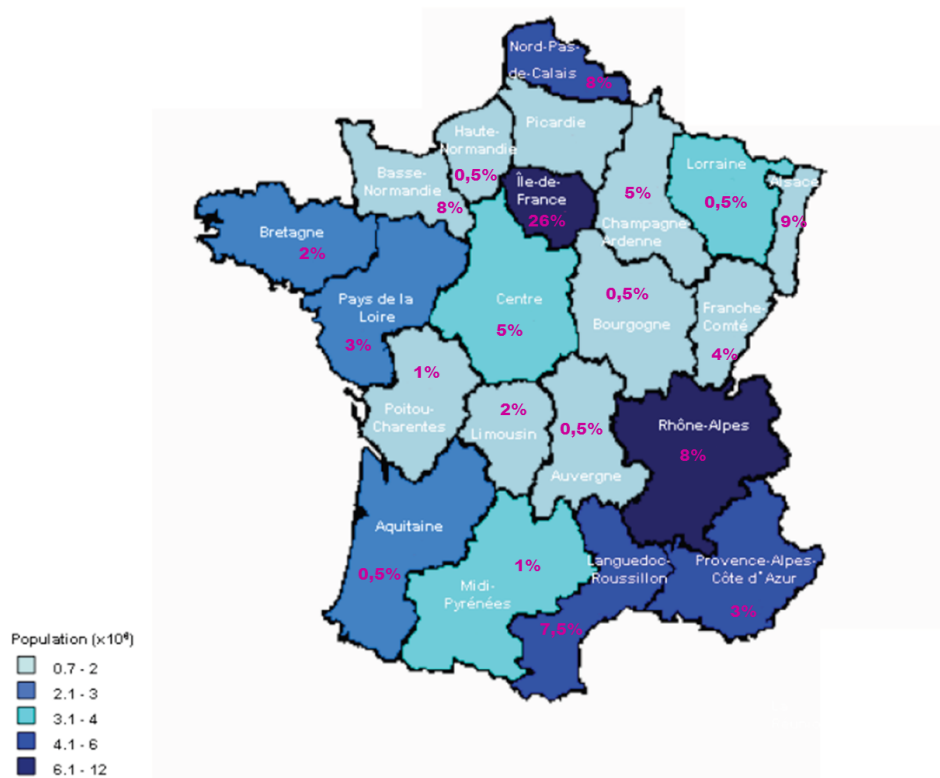 Nord-Pas-
de-Calais 8%
Picardie
Haute-
Normandie
0,5%
Basse-
Normandie
8%
Île-de-
France
26%
5%
Champagne
Ardenne
Lorraine
0,5%
Alsace
9%
Bretagne
2%
Pays de la
Loire
3%
Centre
5%
0,5%
Bourgogne
Franche-
Comté
4%
1%
Poitou-
Charentes
2%
Limousin
0,5%
Auvergne
Rhône-Alpes
8%
Aquitaine
0,5%
1%
Midi-
Pyrénées
Languedoc-
Roussillon
7,5%
Provence-Alpes-
Côte d'Azur
3%
Population (x10⁶)
0.7 - 2
2.1 - 3
3.1 - 4
4.1 - 6
6.1 - 12